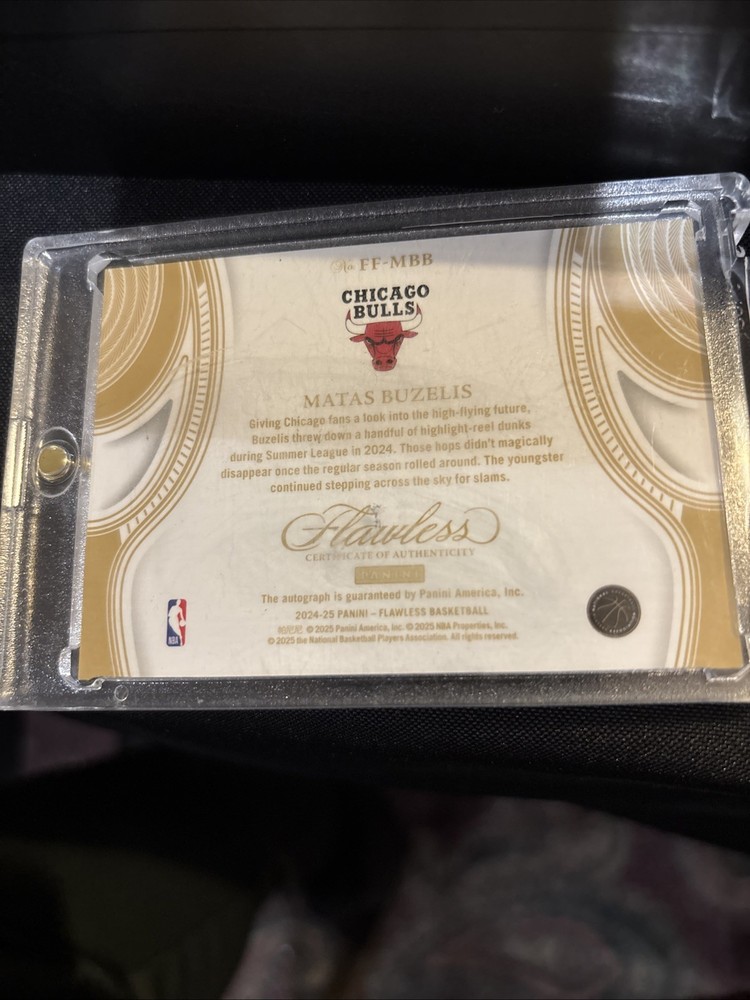 No. FF-MBB
CHICAGO
BULLS
MATAS BUZELIS
Giving Chicago fans a look into the high-flying future,
Buzelis threw down a handful of highlight-reel dunks
during Summer League in 2024. Those hops didn't magically
disappear once the regular season rolled around. The youngster
continued stepping across the sky for slams.
Flawless
CERTIFICATE OF AUTHENTICITY
PANINI
The autograph is guaranteed by Panini America, Inc.
2024-25 PANINI – FLAWLESS BASKETBALL
© 2025 Panini America, Inc. © 2025 NBA Properties, Inc.
© 2025 the National Basketball Players Association. All rights reserved.
NBA